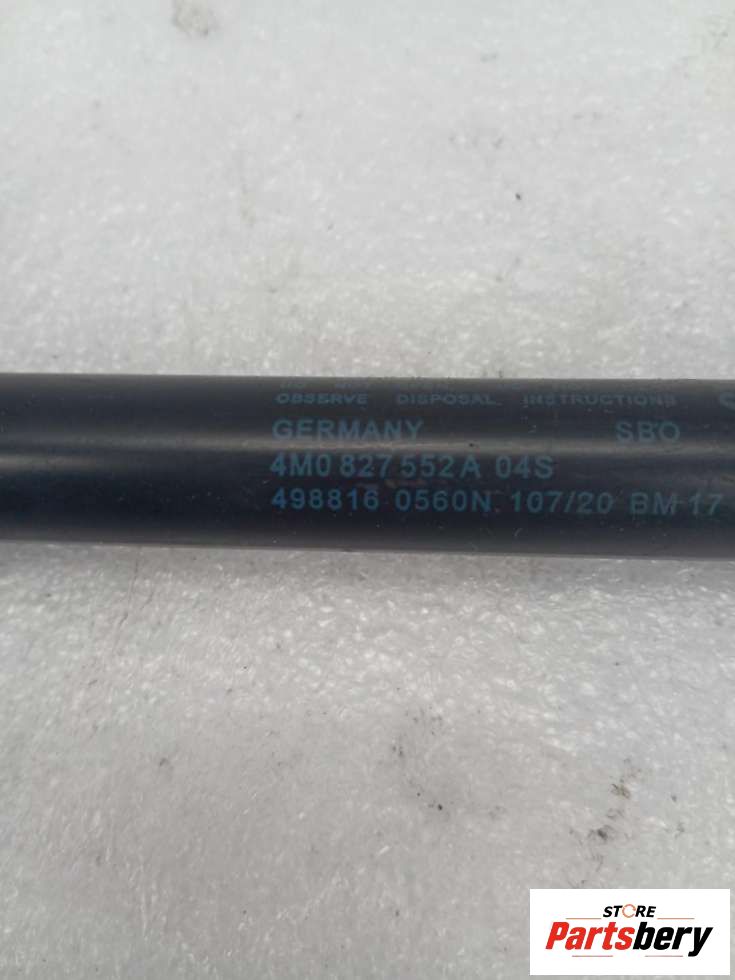 OBSERVE DISPOSAL INSTRUCTIONS
GERMANY SBO
4M0 827 552A 04S
498816 0560N 107/20 BM 17
STORE
Partsbery